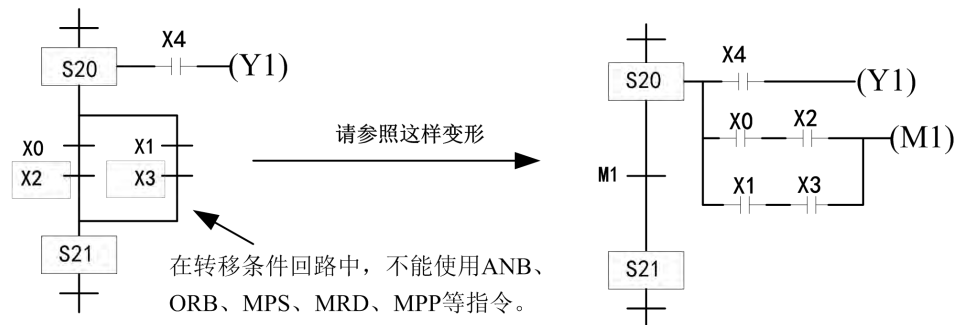 X4
S20
(Y1)
X0
X1
X2
X3
S21
在转移条件回路中，不能使用ANB、
ORB、MPS、MRD、MPP等指令。
请参照这样变形
X4
S20
(Y1)
X0
X2
(M1)
M1
X1
X3
S21